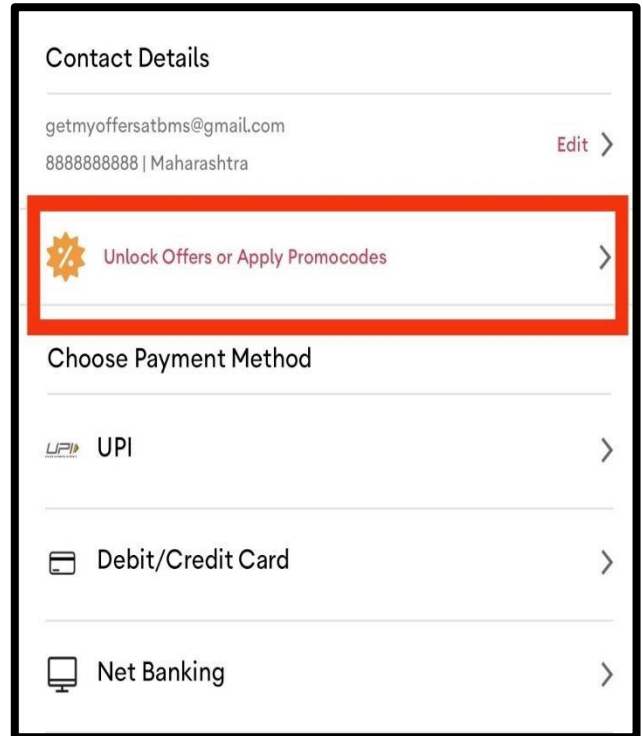 Contact Details
getmyoffersatbms@gmail.com
Edit
8888888888 | Maharashtra
Unlock Offers or Apply Promocodes
Choose Payment Method
UPI UPI
Debit/Credit Card
Net Banking